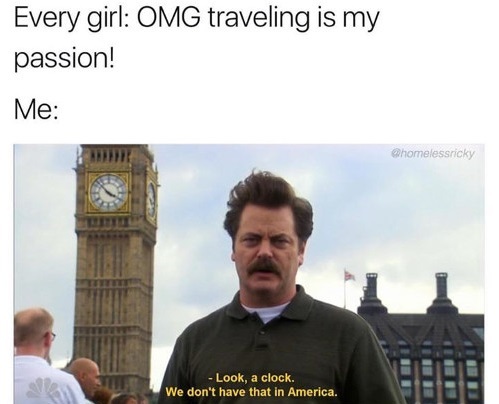 Every girl: OMG traveling is my
passion!
Me:
@homelessricky
- Look, a clock.
We don't have that in America.